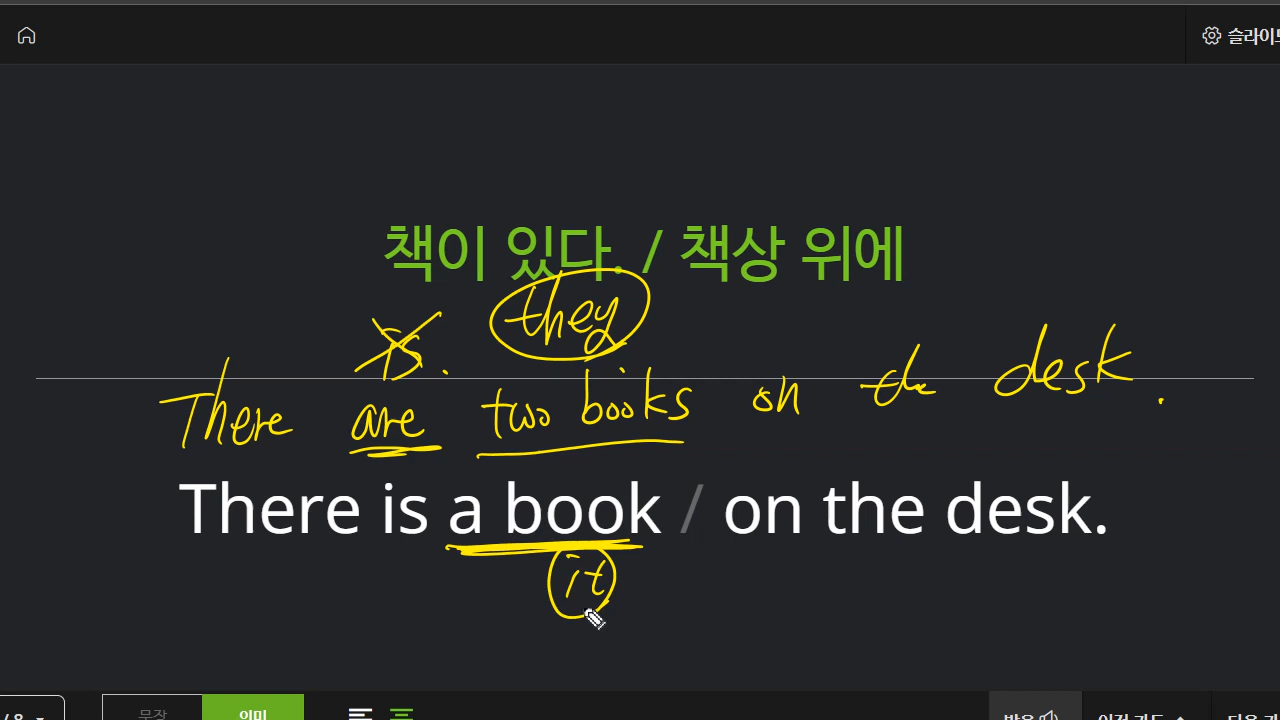 슬라이드
책이 있다. / 책상 위에
is. they
There are two books on the desk.
There is a book / on the desk.
it
/ 8
문장 의미